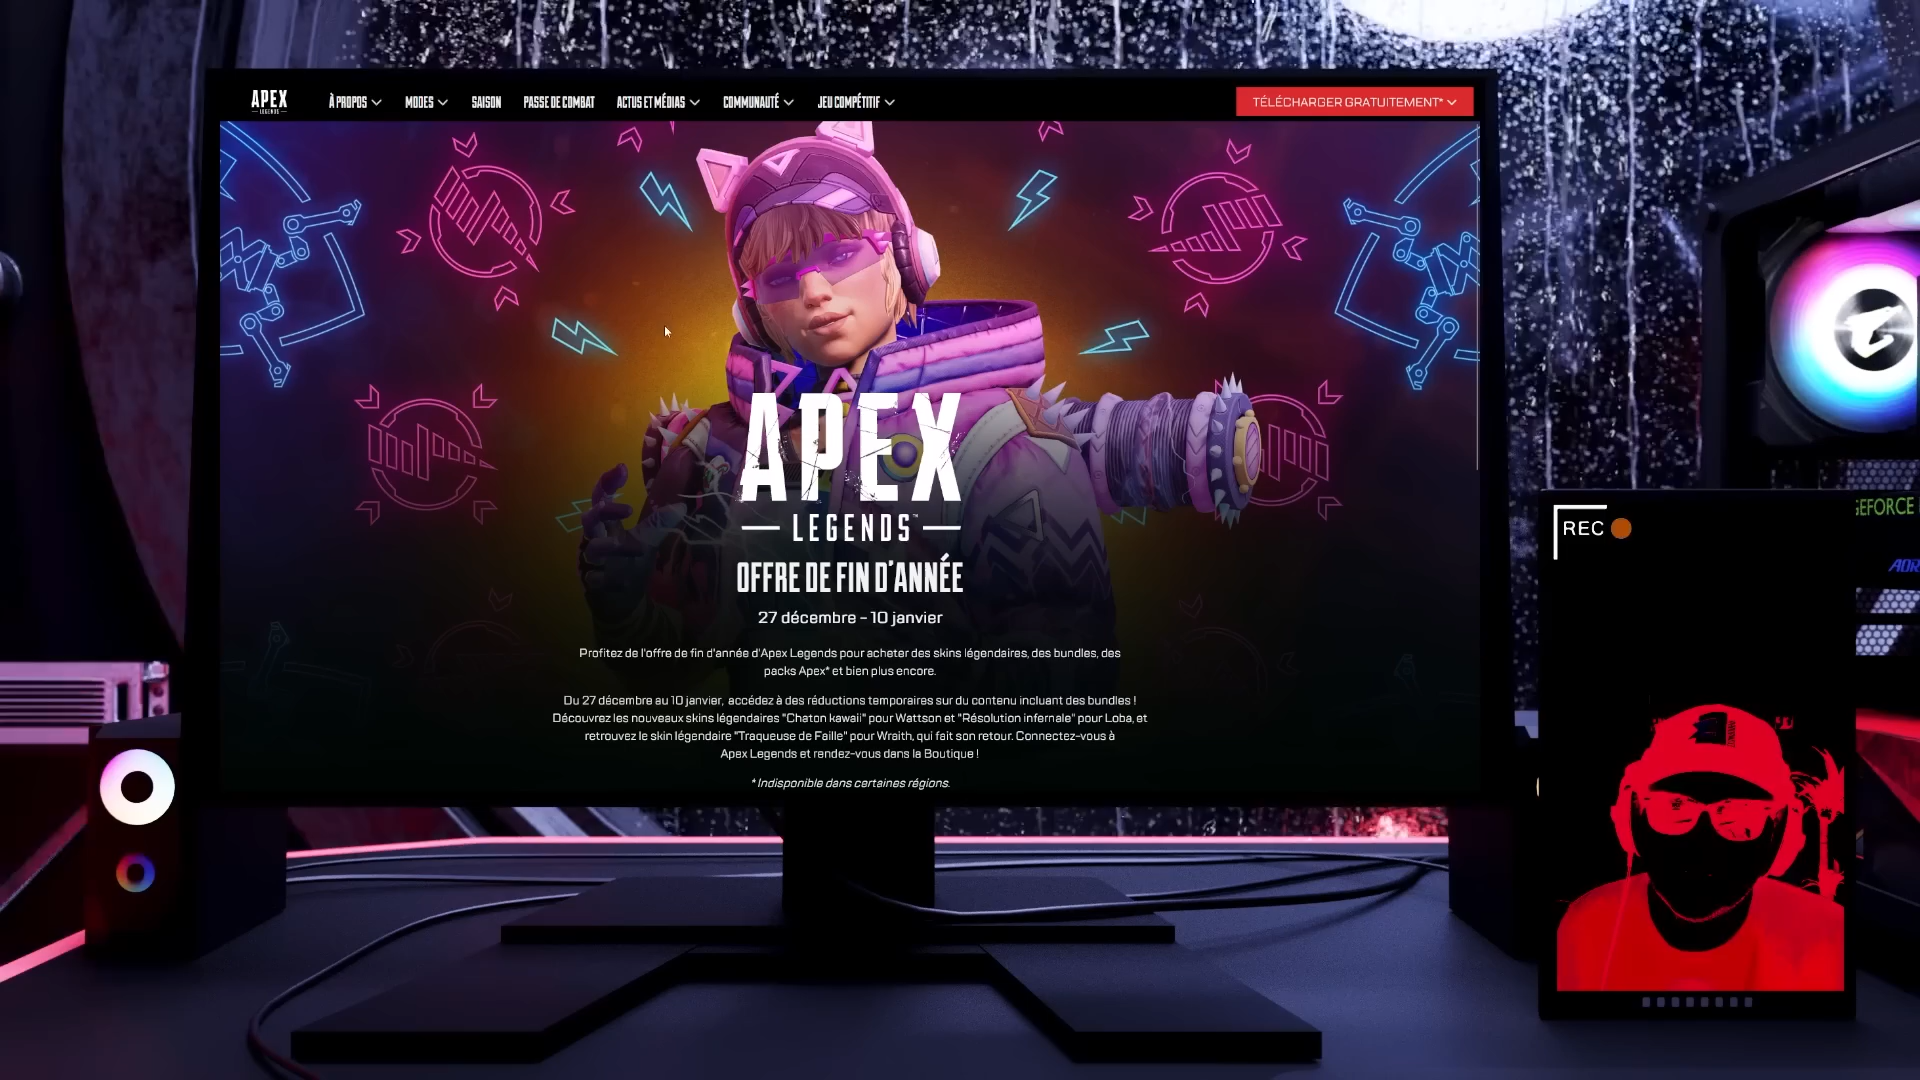 APEX
LEGENDS
À PROPOS
MODES
SAISON
PASSE DE COMBAT
ACTUS ET MÉDIAS
COMMUNAUTÉ
JEU COMPÉTITIF
TÉLÉCHARGER GRATUITEMENT*
APEX
LEGENDS™
OFFRE DE FIN D'ANNÉE
27 décembre – 10 janvier
Profitez de l'offre de fin d'année d'Apex Legends pour acheter des skins légendaires, des bundles, des
packs Apex* et bien plus encore.
Du 27 décembre au 10 janvier, accédez à des réductions temporaires sur du contenu incluant des bundles !
Découvrez les nouveaux skins légendaires "Chaton kawaii" pour Wattson et "Résolution infernale" pour Loba, et
retrouvez le skin légendaire "Traqueuse de Faille" pour Wraith, qui fait son retour. Connectez-vous à
Apex Legends et rendez-vous dans la Boutique !
* Indisponible dans certaines régions.
GEFORCE
REC
AOR